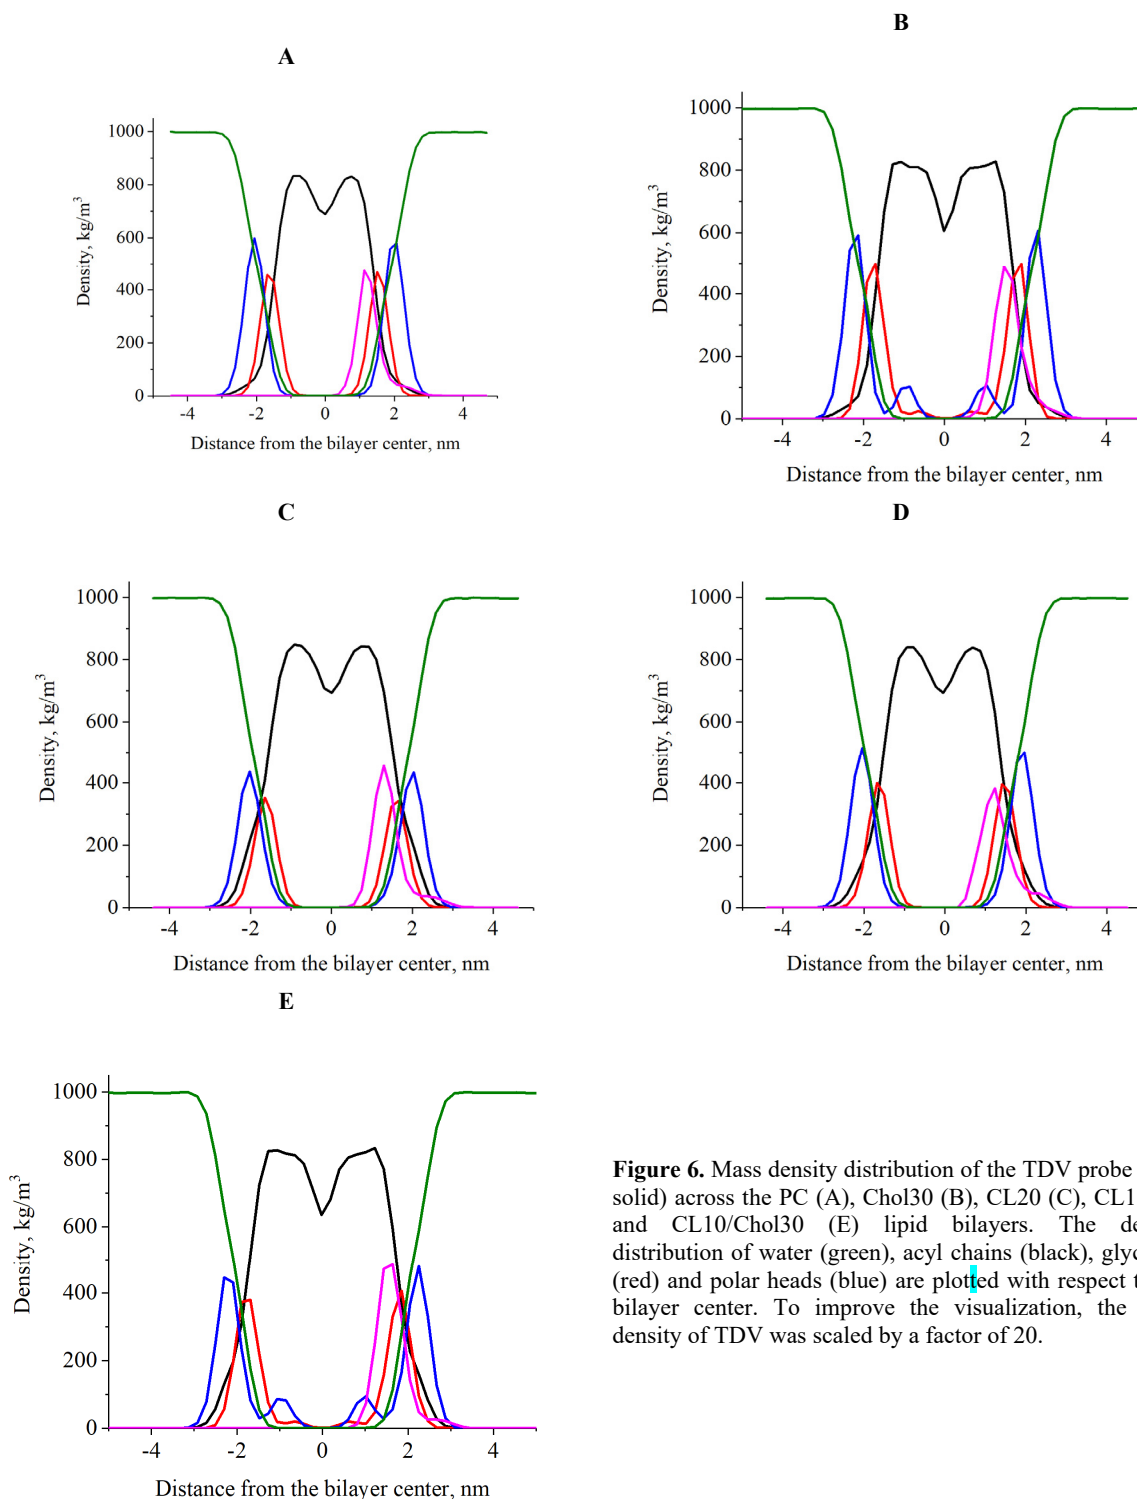 A
B
1000
800
600
400
200
0
Density, kg/m³
-4 -2 0 2 4
Distance from the bilayer center, nm
1000
800
600
400
200
0
Density, kg/m³
-4 -2 0 2 4
Distance from the bilayer center, nm
C
D
1000
800
600
400
200
0
Density, kg/m³
-4 -2 0 2 4
Distance from the bilayer center, nm
1000
800
600
400
200
0
Density, kg/m³
-4 -2 0 2 4
Distance from the bilayer center, nm
E
1000
800
600
400
200
0
Density, kg/m³
-4 -2 0 2 4
Distance from the bilayer center, nm
Figure 6. Mass density distribution of the TDV probe
solid) across the PC (A), Chol30 (B), CL20 (C),
and CL10/Chol30 (E) lipid bilayers. The
distribution of water (green), acyl chains (black),
(red) and polar heads (blue) are plotted with respect
bilayer center. To improve the visualization, the
density of TDV was scaled by a factor of 20.